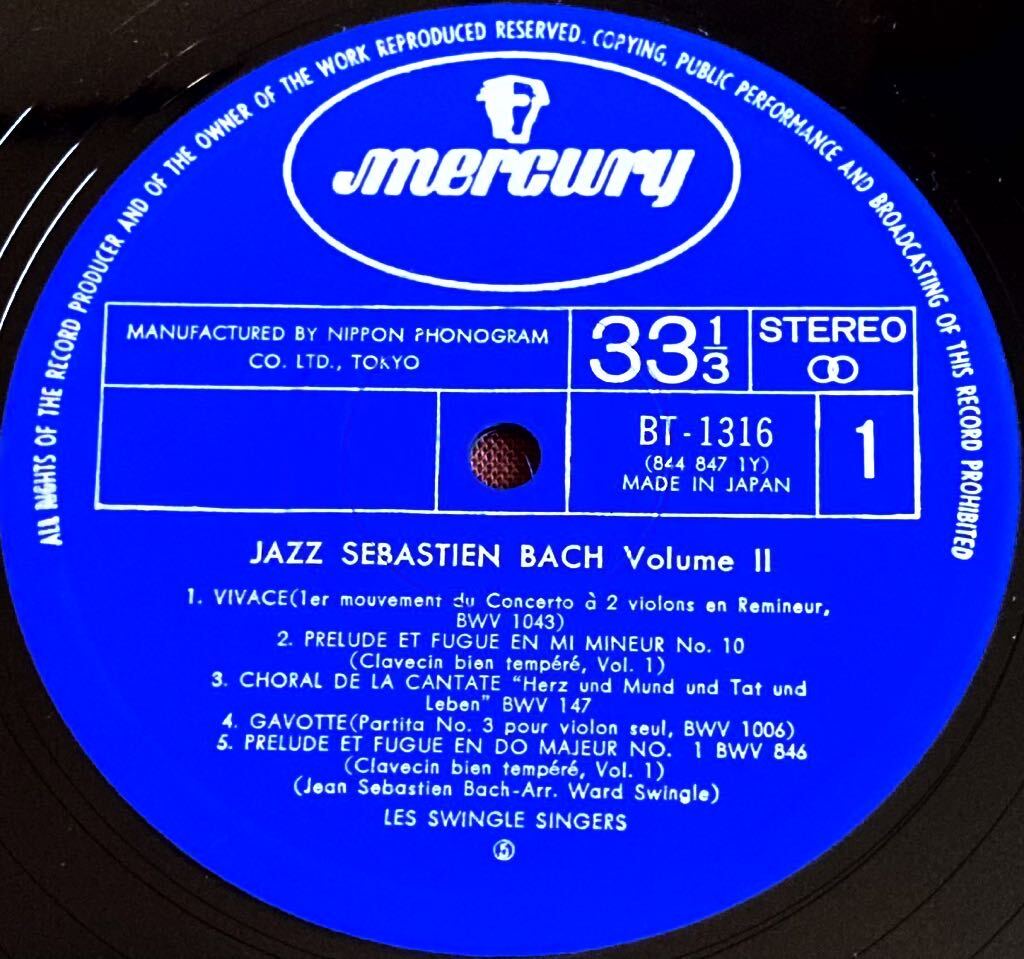 ALL RIGHTS OF THE RECORD PRODUCER AND OF THE OWNER OF THE WORK REPRODUCED RESERVED. COPYING, PUBLIC PERFORMANCE AND BROADCASTING OF THIS RECORD PROHIBITED
mercury
MANUFACTURED BY NIPPON PHONOGRAM
CO. LTD., TOKYO
33 1/3
STEREO
BT-1316
(844 847 1Y)
MADE IN JAPAN
1
JAZZ SEBASTIEN BACH Volume II
1. VIVACE(1er mouvement du Concerto à 2 violons en Remineur,
BWV 1043)
2. PRELUDE ET FUGUE EN MI MINEUR No. 10
(Clavecin bien tempéré, Vol. 1)
3. CHORAL DE LA CANTATE "Herz und Mund und Tat und
Leben" BWV 147
4. GAVOTTE(Partita No. 3 pour violon seul, BWV 1006)
5. PRELUDE ET FUGUE EN DO MAJEUR NO. 1 BWV 846
(Clavecin bien tempéré, Vol. 1)
(Jean Sebastien Bach-Arr. Ward Swingle)
LES SWINGLE SINGERS